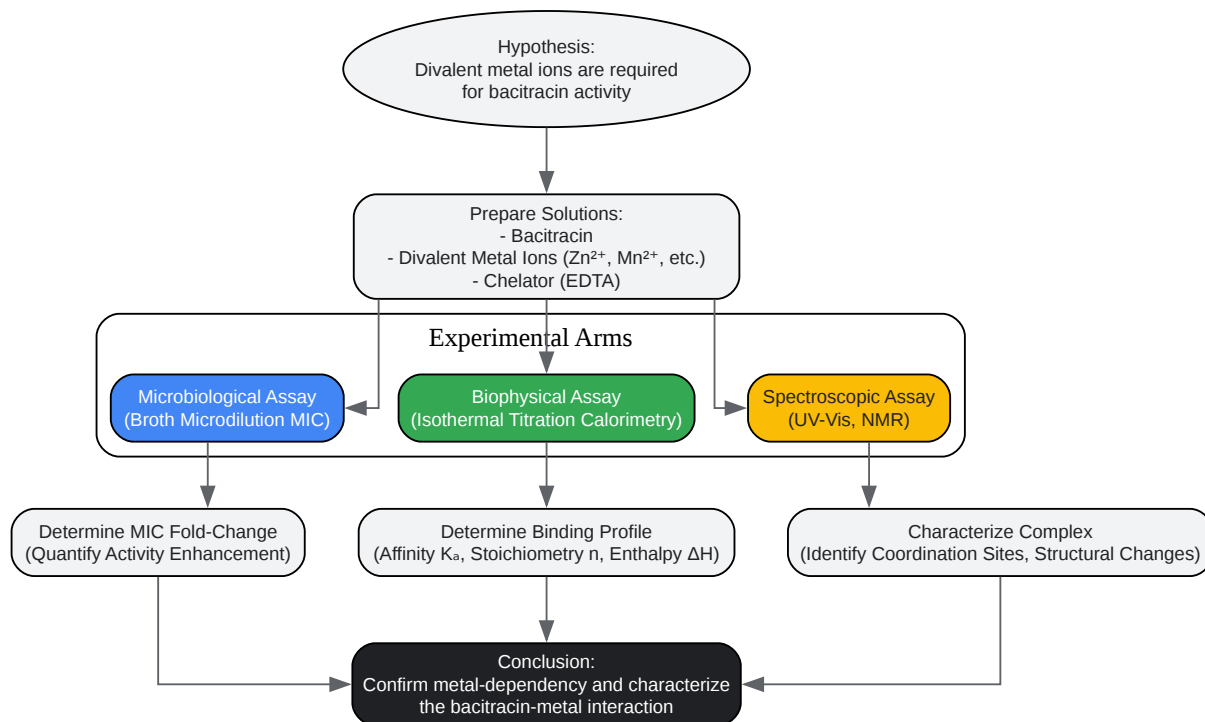 Hypothesis:
Divalent metal ions are required
for bacitracin activity
Prepare Solutions:
- Bacitracin
- Divalent Metal Ions (Zn²⁺, Mn²⁺, etc.)
- Chelator (EDTA)
Experimental Arms
Microbiological Assay
(Broth Microdilution MIC)
Biophysical Assay
(Isothermal Titration Calorimetry)
Spectroscopic Assay
(UV-Vis, NMR)
Determine MIC Fold-Change
(Quantify Activity Enhancement)
Determine Binding Profile
(Affinity Kₐ, Stoichiometry n, Enthalpy ΔH)
Characterize Complex
(Identify Coordination Sites, Structural Changes)
Conclusion:
Confirm metal-dependency and characterize
the bacitracin-metal interaction